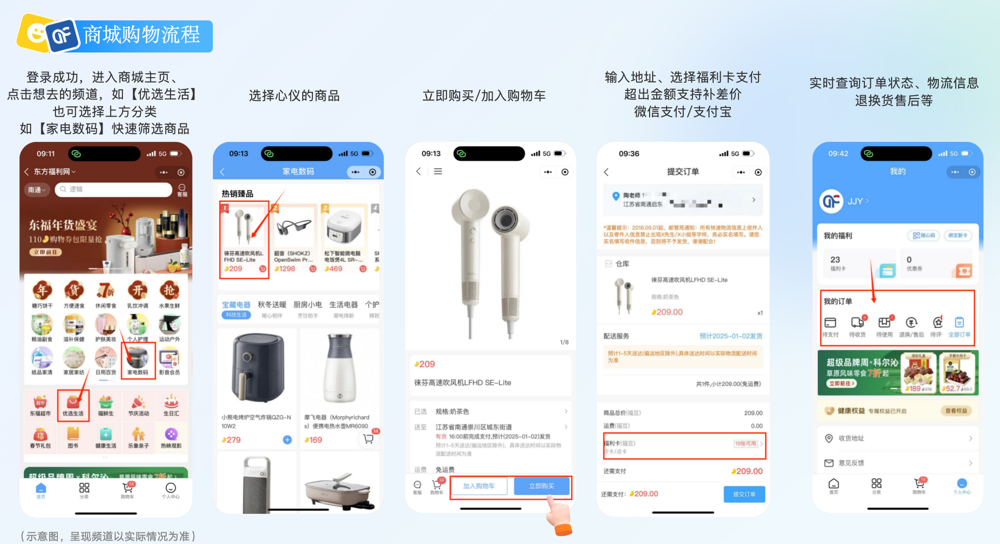 商城购物流程
登录成功，进入商城主页、
点击想去的频道，如【优选生活】
也可选择上方分类
如【家电数码】快速筛选商品
选择心仪的商品
立即购买/加入购物车
输入地址、选择福利卡支付
超出金额支持补差价
微信支付/支付宝
实时查询订单状态、物流信息
退换货售后等
09:11
5G
东方福利网
南通
逻辑
客服
东福年货盛宴
110 购物券包限量抢
立即前往
年 货 7折 开 抢
糖巧饼干 方便速食 休闲零食 乳饮冲调 水果生鲜
粮油副食 滋补保健 护肤美妆 个人护理 运动户外
纸品家清 家居家纺 日用百货 家电数码 影音会员
超市
东福超市 优选生活 福鲜生 节庆活动 生日汇
福
春节礼包 图书 健康生活 乐象亲子 热映观影
超级品牌周×科尔沁 草原风味零食7折起
14
首页 分类 购物车 个人中心
09:13
5G
家电数码
热销臻品
1 2 3 4
徕芬高速吹风机L
FHD SE-Lite
209
韶音（SHOKZ）
OpenSwim Pr...
1298
松下智能微电脑
电饭煲4L SR-...
469
宝藏电器 秋冬送暖 厨房小电 生活电器 个护
科技生活 暖心相伴 烹饪助手 潮电焕新 精致
小熊电烤炉空气炸锅QZG-N
10W2
279
摩飞电器（Morphyrichard
s）便携电热水壶MR6090
169
14
09:13
5G
1/8
209
徕芬高速吹风机LFHD SE-Lite
已选 规格:奶茶色
送至 江苏省南通崇川区城东街道
有货 16:00前完成支付,预计(2025-01-02)发货
预计1-5天送达(偏远地区除外)，具体送达时间以实际物
流配送时间为准
运费 免运费
14
客服 购物车
加入购物车 立即购买
09:36
5G
提交订单
陶老师 1
江苏省南通启东
*温馨提示：2018.09.01起，邮管局通知：所有快递物流信息上收件人
以及寄件人信息禁止出现X先生/X小姐等字样，务必实名填写。请您
实名填写收件信息，否则将不予发货，谢谢配合！
仓库
徕芬高速吹风机LFHD SE-Lite
规格:奶茶色
209.00 x1
配送服务 预计2025-01-02发货
预计1-5天送达(偏远地区除外),具体送达时间以实际物流配送时间
为准
共1件,小计209.00(免运费)
商品总价(福豆) 209.00
运费(福豆) 0.00
福利卡(福豆) 19张可用
次卡/点卡
还需支付 209.00
还需支付: 209.00 提交订单
09:42
5G
我的
JJY
我的福利 随心码 绑定新卡
23
福利卡
0
优惠券
券
我的订单
8 1
待支付 待收货 待使用 退换/售后 待评 全部订单
超级品牌周×科尔沁
草原风味零食7折起
立即前往
缤纷礼盒
189 278
手撕牛肉干
52.7 59.7
健康权益 专属权益已开启 查看权益
收货地址
意见反馈
14
首页 分类 购物车 个人中心
（示意图，呈现频道以实际情况为准）